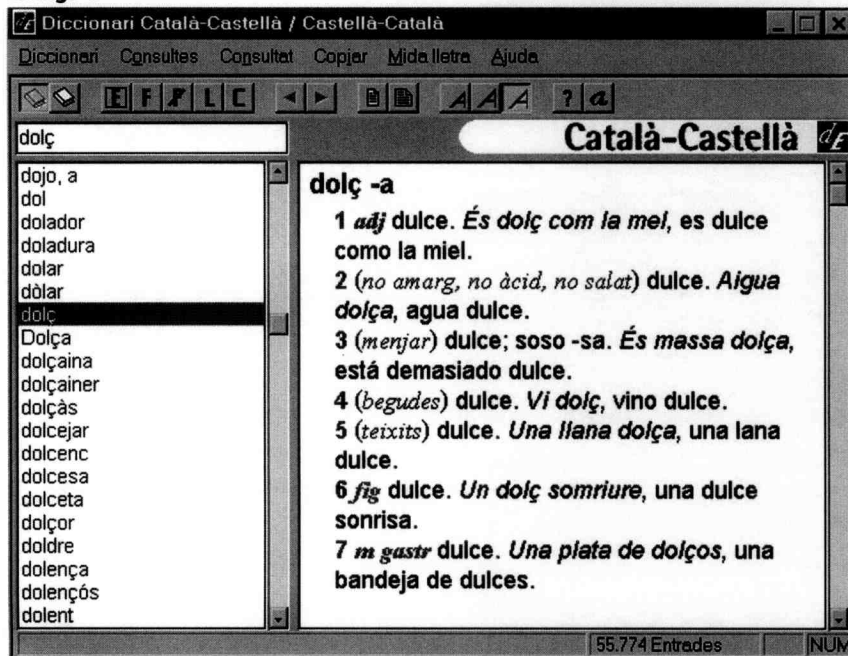 Diccionari Català-Castellà / Castellà-Català
Diccionari Consultes Consultat Copiar Mida lletra Ajuda
E F F L C A A A ? a
dolç
Català-Castellà dE
dojo, a
dol
dolador
doladura
dolar
dòlar
dolç
Dolça
dolçaina
dolçainer
dolçàs
dolcejar
dolcenc
dolcesa
dolceta
dolçor
doldre
dolença
dolençós
dolent
dolç -a
1 adj dulce. És dolç com la mel, es dulce
como la miel.
2 (no amarg, no àcid, no salat) dulce. Aigua
dolça, agua dulce.
3 (menjar) dulce; soso -sa. És massa dolça,
está demasiado dulce.
4 (begudes) dulce. Vi dolç, vino dulce.
5 (teixits) dulce. Una llana dolça, una lana
dulce.
6 fig dulce. Un dolç somriure, una dulce
sonrisa.
7 m gastr dulce. Una plata de dolços, una
bandeja de dulces.
55.774 Entrades NUM